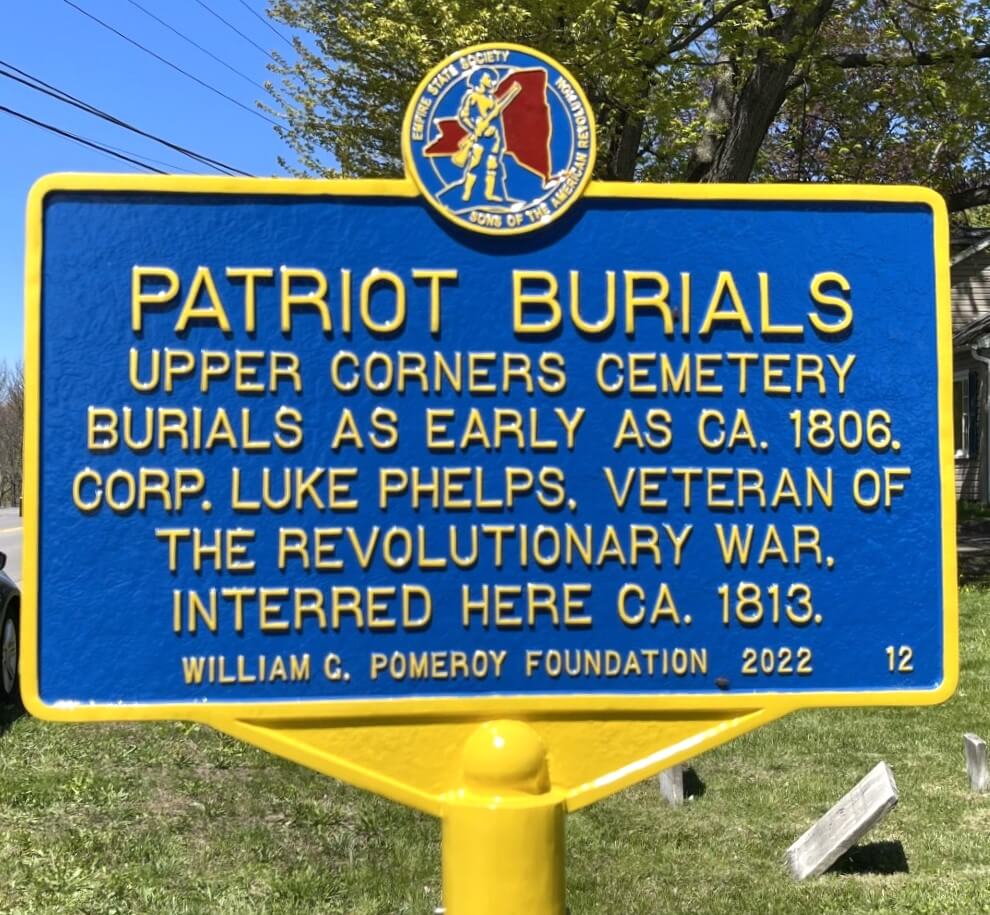 EMPIRE STATE SOCIETY
SONS OF THE AMERICAN REVOLUTION
PATRIOT BURIALS
UPPER CORNERS CEMETERY
BURIALS AS EARLY AS CA. 1806.
CORP. LUKE PHELPS, VETERAN OF
THE REVOLUTIONARY WAR,
INTERRED HERE CA. 1813.
WILLIAM G. POMEROY FOUNDATION 2022 12